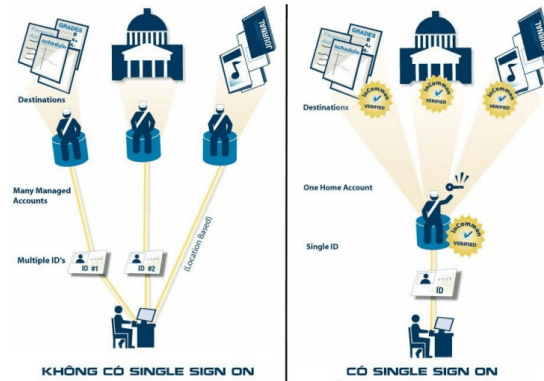 GRADES
B
A+
A-
schedule
JOURNAL
Destinations
Many Managed
Accounts
Multiple ID's
ID #1
ID #2
(Location Based)
KHÔNG CÓ SINGLE SIGN ON
GRADES
B
A+
A-
schedule
JOURNAL
Destinations
InCommon
VERIFIED
InCommon
VERIFIED
InCommon
VERIFIED
One Home Account
InCommon
VERIFIED
Single ID
ID
CÓ SINGLE SIGN ON